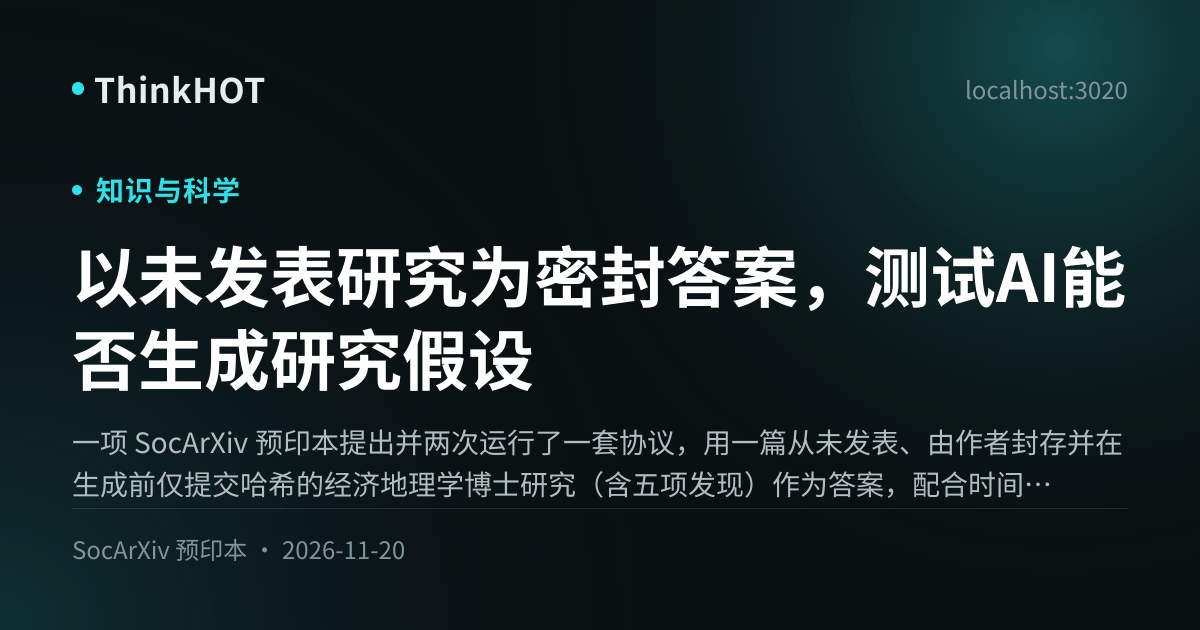 ThinkHOT
localhost:3020
知识与科学
以未发表研究为密封答案，测试AI能
否生成研究假设
一项 SocArXiv 预印本提出并两次运行了一套协议，用一篇从未发表、由作者封存并在
生成前仅提交哈希的经济地理学博士研究（含五项发现）作为答案，配合时间…
SocArXiv 预印本 • 2026-11-20